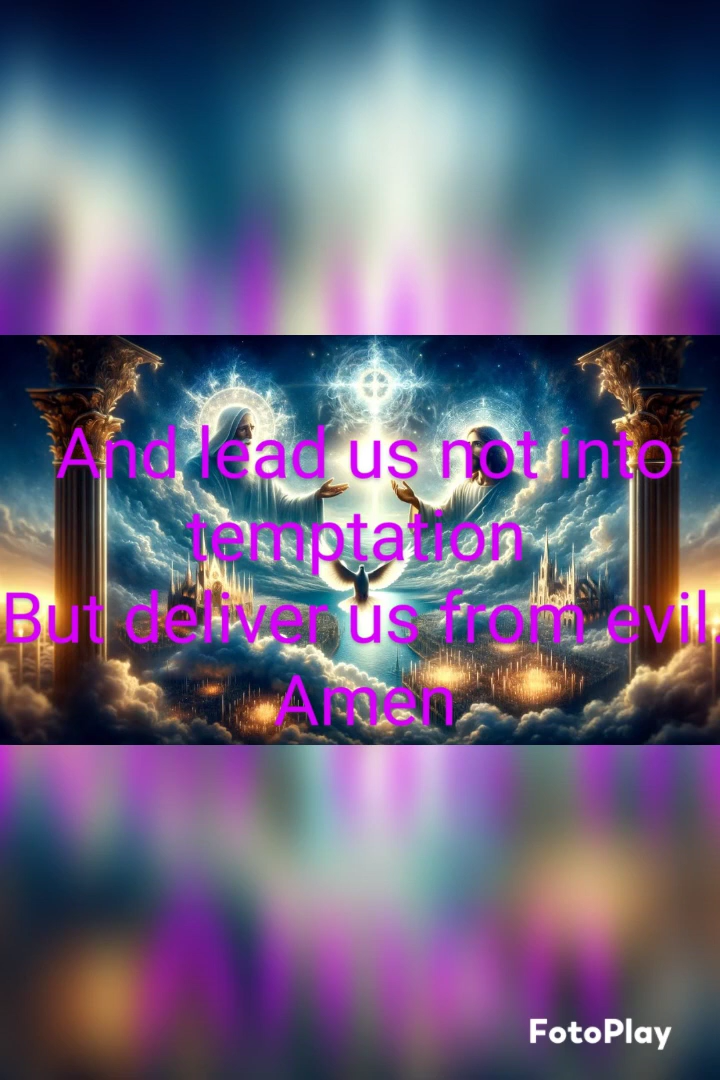 And lead us not into
temptation
But deliver us from evil.
Amen
FotoPlay